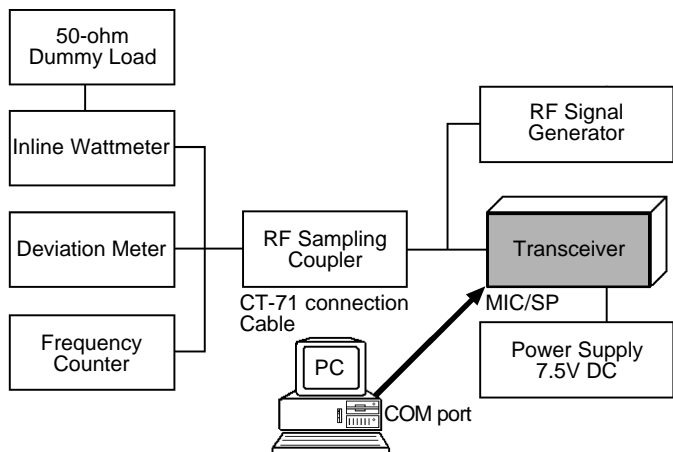 50-ohm
Dummy Load
Inline Wattmeter
Deviation Meter
Frequency
Counter
RF Sampling
Coupler
CT-71 connection
Cable
PC
COM port
RF Signal
Generator
Transceiver
MIC/SP
Power Supply
7.5V DC